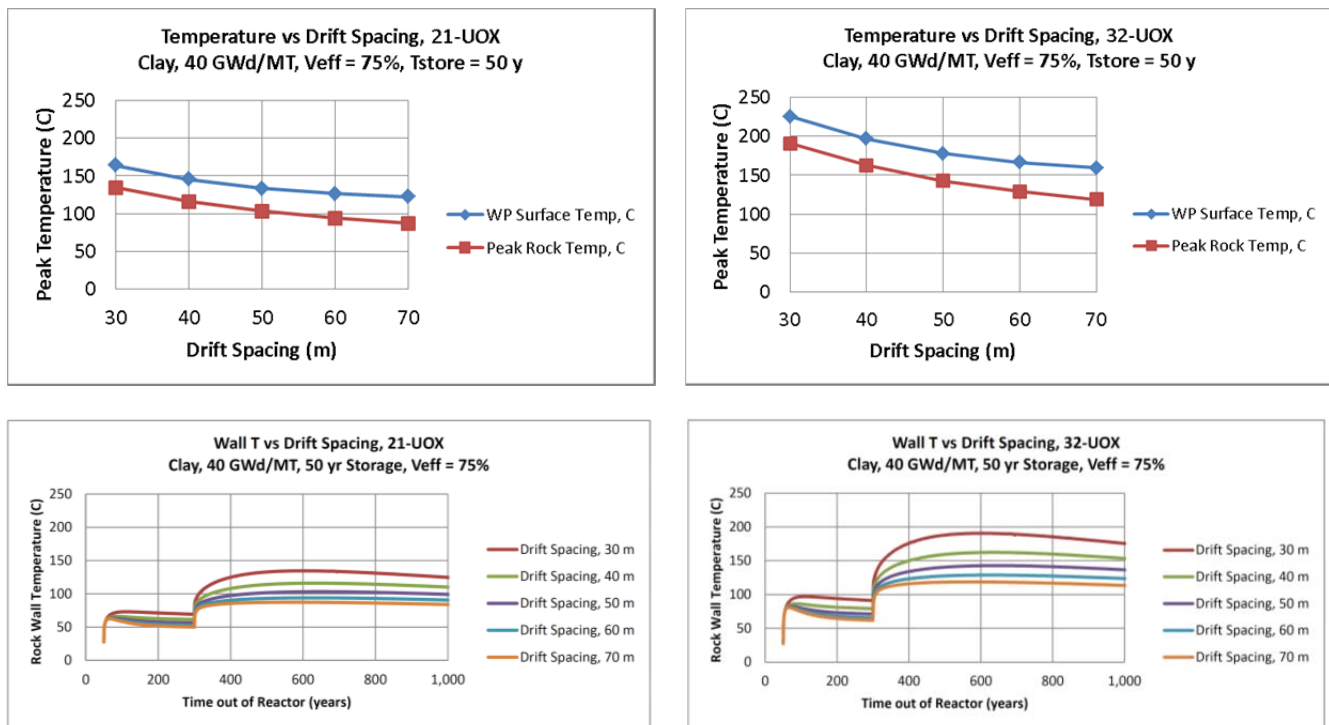 Temperature vs Drift Spacing, 21-UOX
Clay, 40 GWd/MT, Veff = 75%, Tstore = 50 y
Peak Temperature (C)
250
200
150
100
50
0
30 40 50 60 70
Drift Spacing (m)
WP Surface Temp, C
Peak Rock Temp, C
Temperature vs Drift Spacing, 32-UOX
Clay, 40 GWd/MT, Veff = 75%, Tstore = 50 y
Peak Temperature (C)
250
200
150
100
50
0
30 40 50 60 70
Drift Spacing (m)
WP Surface Temp, C
Peak Rock Temp, C
Wall T vs Drift Spacing, 21-UOX
Clay, 40 GWd/MT, 50 yr Storage, Veff = 75%
Rock Wall Temperature (C)
250
200
150
100
50
0
0 200 400 600 800 1,000
Time out of Reactor (years)
Drift Spacing, 30 m
Drift Spacing, 40 m
Drift Spacing, 50 m
Drift Spacing, 60 m
Drift Spacing, 70 m
Wall T vs Drift Spacing, 32-UOX
Clay, 40 GWd/MT, 50 yr Storage, Veff = 75%
Rock Wall Temperature (C)
250
200
150
100
50
0
0 200 400 600 800 1,000
Time out of Reactor (years)
Drift Spacing, 30 m
Drift Spacing, 40 m
Drift Spacing, 50 m
Drift Spacing, 60 m
Drift Spacing, 70 m